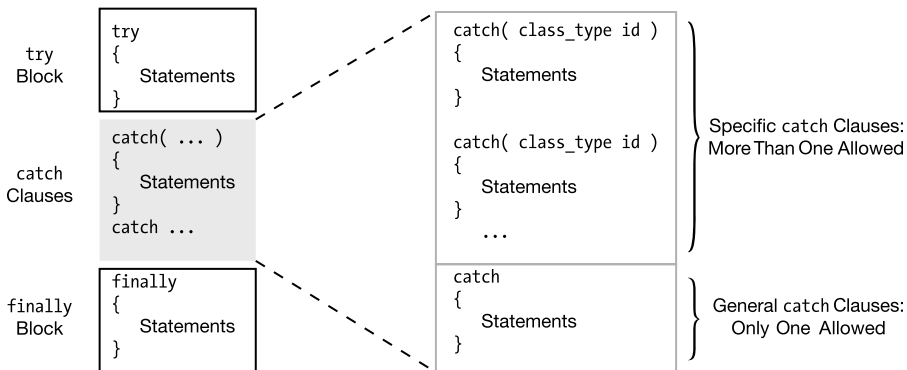 try
Block
try
{
Statements
}
catch
Clauses
catch( ... )
{
Statements
}
catch ...
finally
Block
finally
{
Statements
}
catch( class_type id )
{
Statements
}
catch( class_type id )
{
Statements
}
...
Specific catch Clauses:
More Than One Allowed
catch
{
Statements
}
General catch Clauses:
Only One Allowed